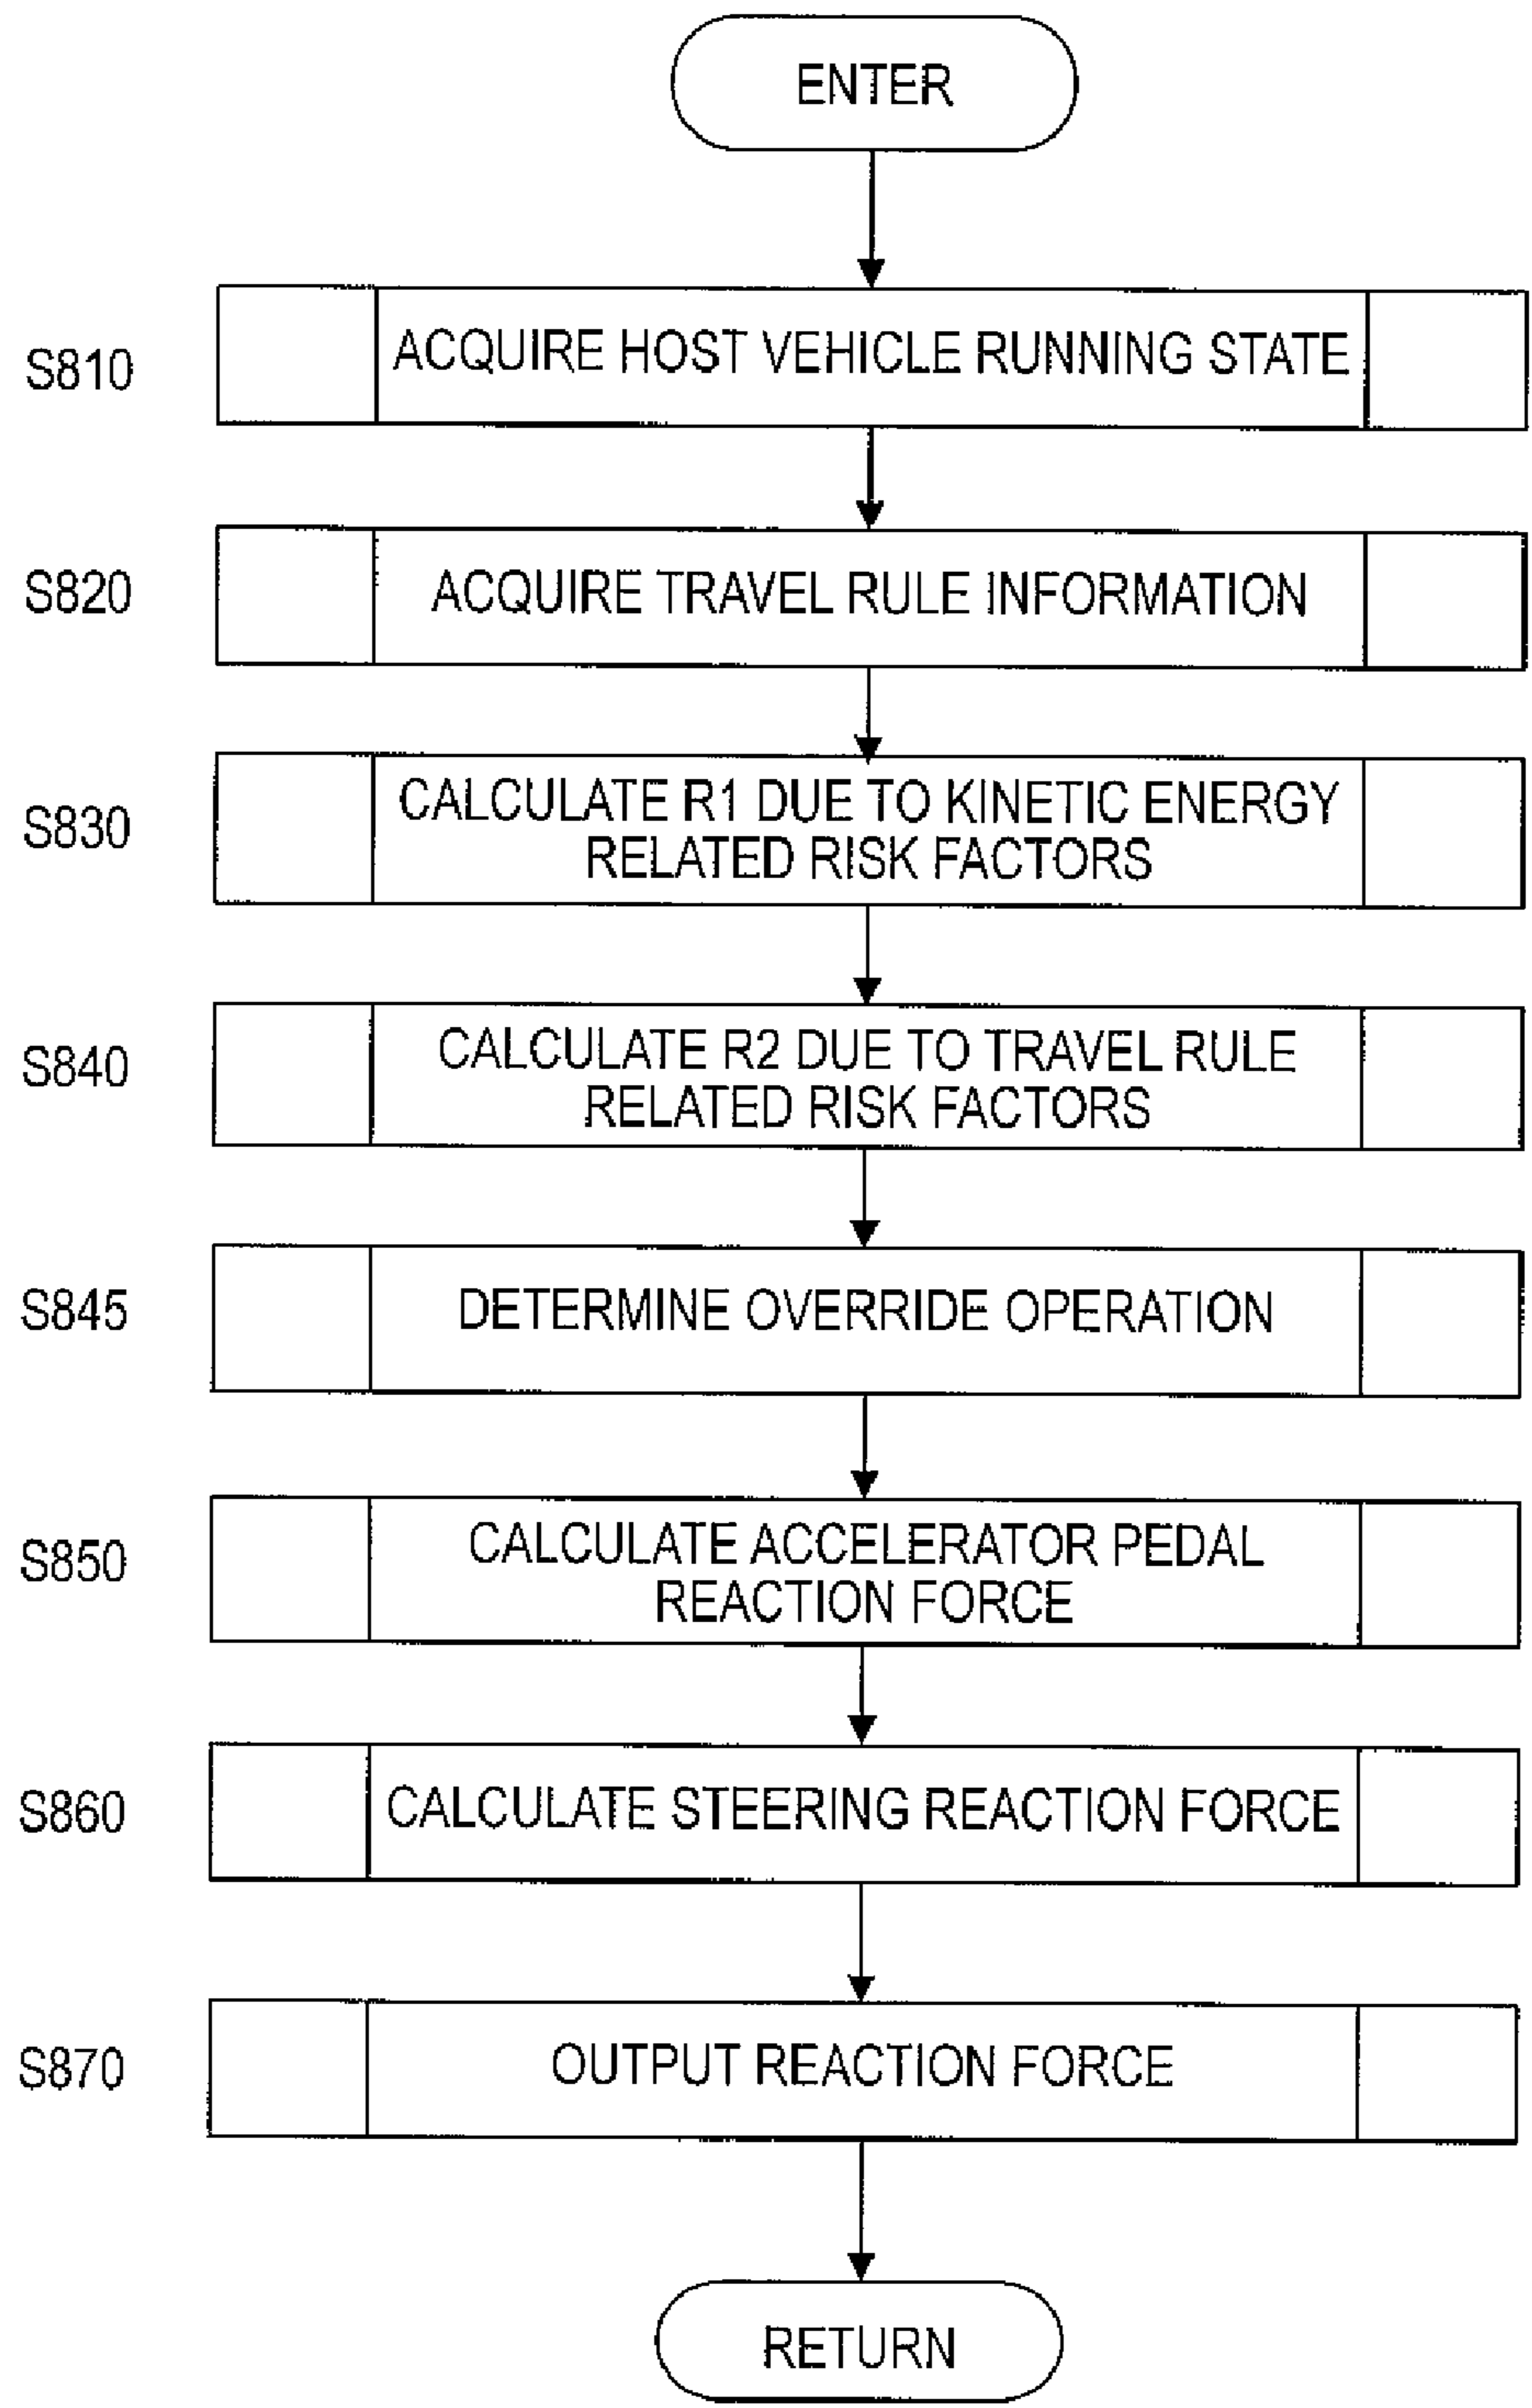 ENTER
S810
ACQUIRE HOST VEHICLE RUNNING STATE
S820
ACQUIRE TRAVEL RULE INFORMATION
S830
CALCULATE R1 DUE TO KINETIC ENERGY
RELATED RISK FACTORS
S840
CALCULATE R2 DUE TO TRAVEL RULE
RELATED RISK FACTORS
S845
DETERMINE OVERRIDE OPERATION
S850
CALCULATE ACCELERATOR PEDAL
REACTION FORCE
S860
CALCULATE STEERING REACTION FORCE
S870
OUTPUT REACTION FORCE
RETURN